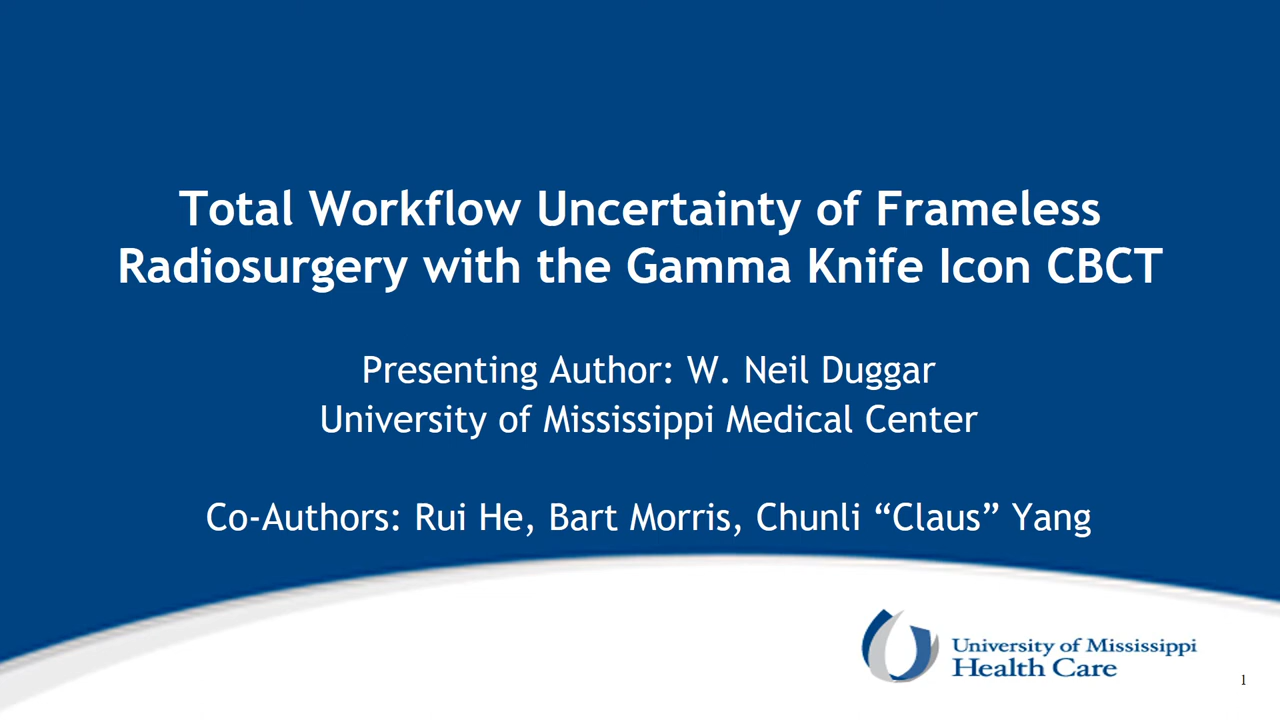 Total Workflow Uncertainty of Frameless
Radiosurgery with the Gamma Knife Icon CBCT
Presenting Author: W. Neil Duggar
University of Mississippi Medical Center
Co-Authors: Rui He, Bart Morris, Chunli “Claus” Yang
University of Mississippi
Health Care
1